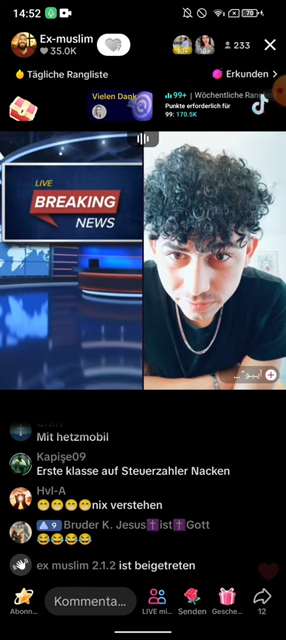 14:52
70
Ex-muslim
35.0K
233
Tägliche Rangliste
Erkunden >
Vielen Dank
99+ | Wöchentliche Rang
Punkte erforderlich für
99: 170.5K
LIVE
BREAKING
NEWS
Mit hetzmobil
Kapişe09
Erste klasse auf Steuerzahler Nacken
Hvl-A
😁😁😁😁nix verstehen
9 Bruder K. Jesus✝️ist✝️Gott
😂😂😂😂
ex muslim 2.1.2 ist beigetreten
Abonn...
Kommenta...
LIVE mi...
Senden
Gesche...
12